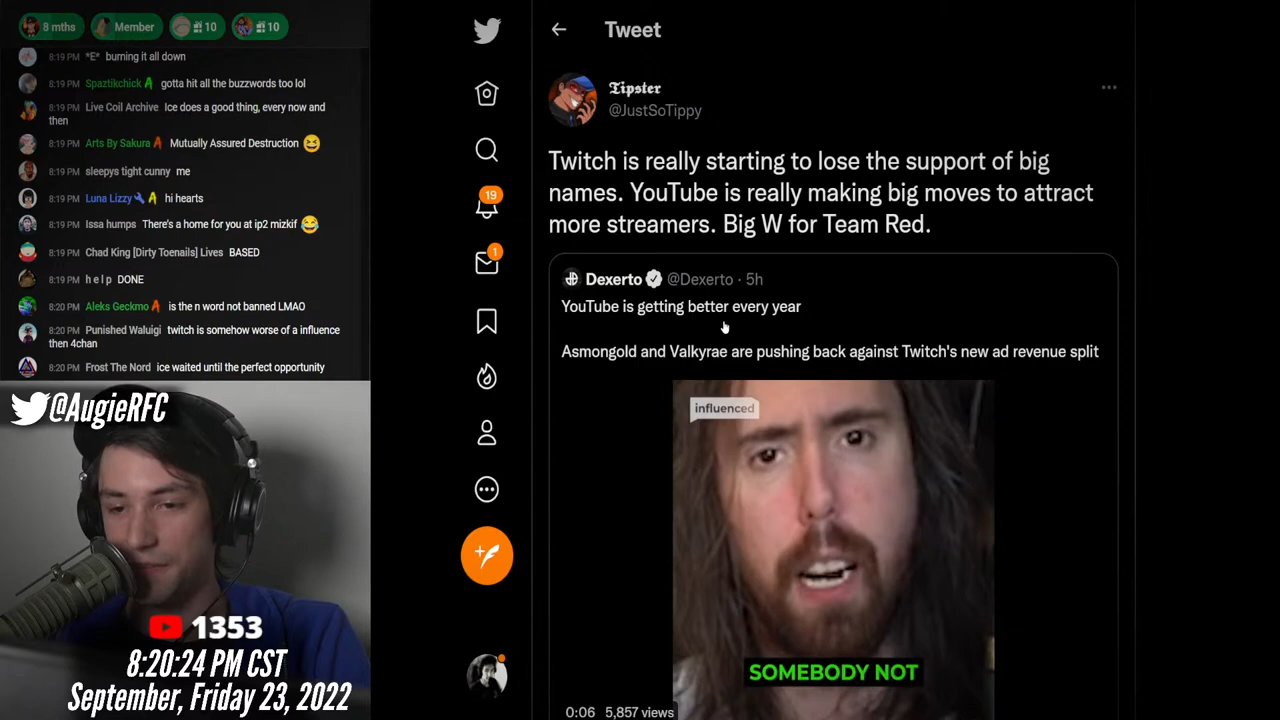 8 mths
Member
10
10
8:19 PM *E* burning it all down
8:19 PM Spaztikchick gotta hit all the buzzwords too lol
8:19 PM Live Coil Archive Ice does a good thing, every now and
then
8:19 PM Arts By Sakura Mutually Assured Destruction
8:19 PM sleepys tight cunny me
8:19 PM Luna Lizzy hi hearts
8:19 PM Issa humps There's a home for you at ip2 mizkif
8:19 PM Chad King [Dirty Toenails] Lives BASED
8:19 PM h e l p DONE
8:20 PM Aleks Geckmo is the n word not banned LMAO
8:20 PM Punished Waluigi twitch is somehow worse of a influence
then 4chan
8:20 PM Frost The Nord ice waited until the perfect opportunity
@AugieRFC
1353
8:20:24 PM CST
September, Friday 23, 2022
19
1
Tweet
Tipster
@JustSoTippy
Twitch is really starting to lose the support of big
names. YouTube is really making big moves to attract
more streamers. Big W for Team Red.
Dexerto @Dexerto · 5h
YouTube is getting better every year
Asmongold and Valkyrae are pushing back against Twitch's new ad revenue split
influenced
SOMEBODY NOT
0:06 5,857 views